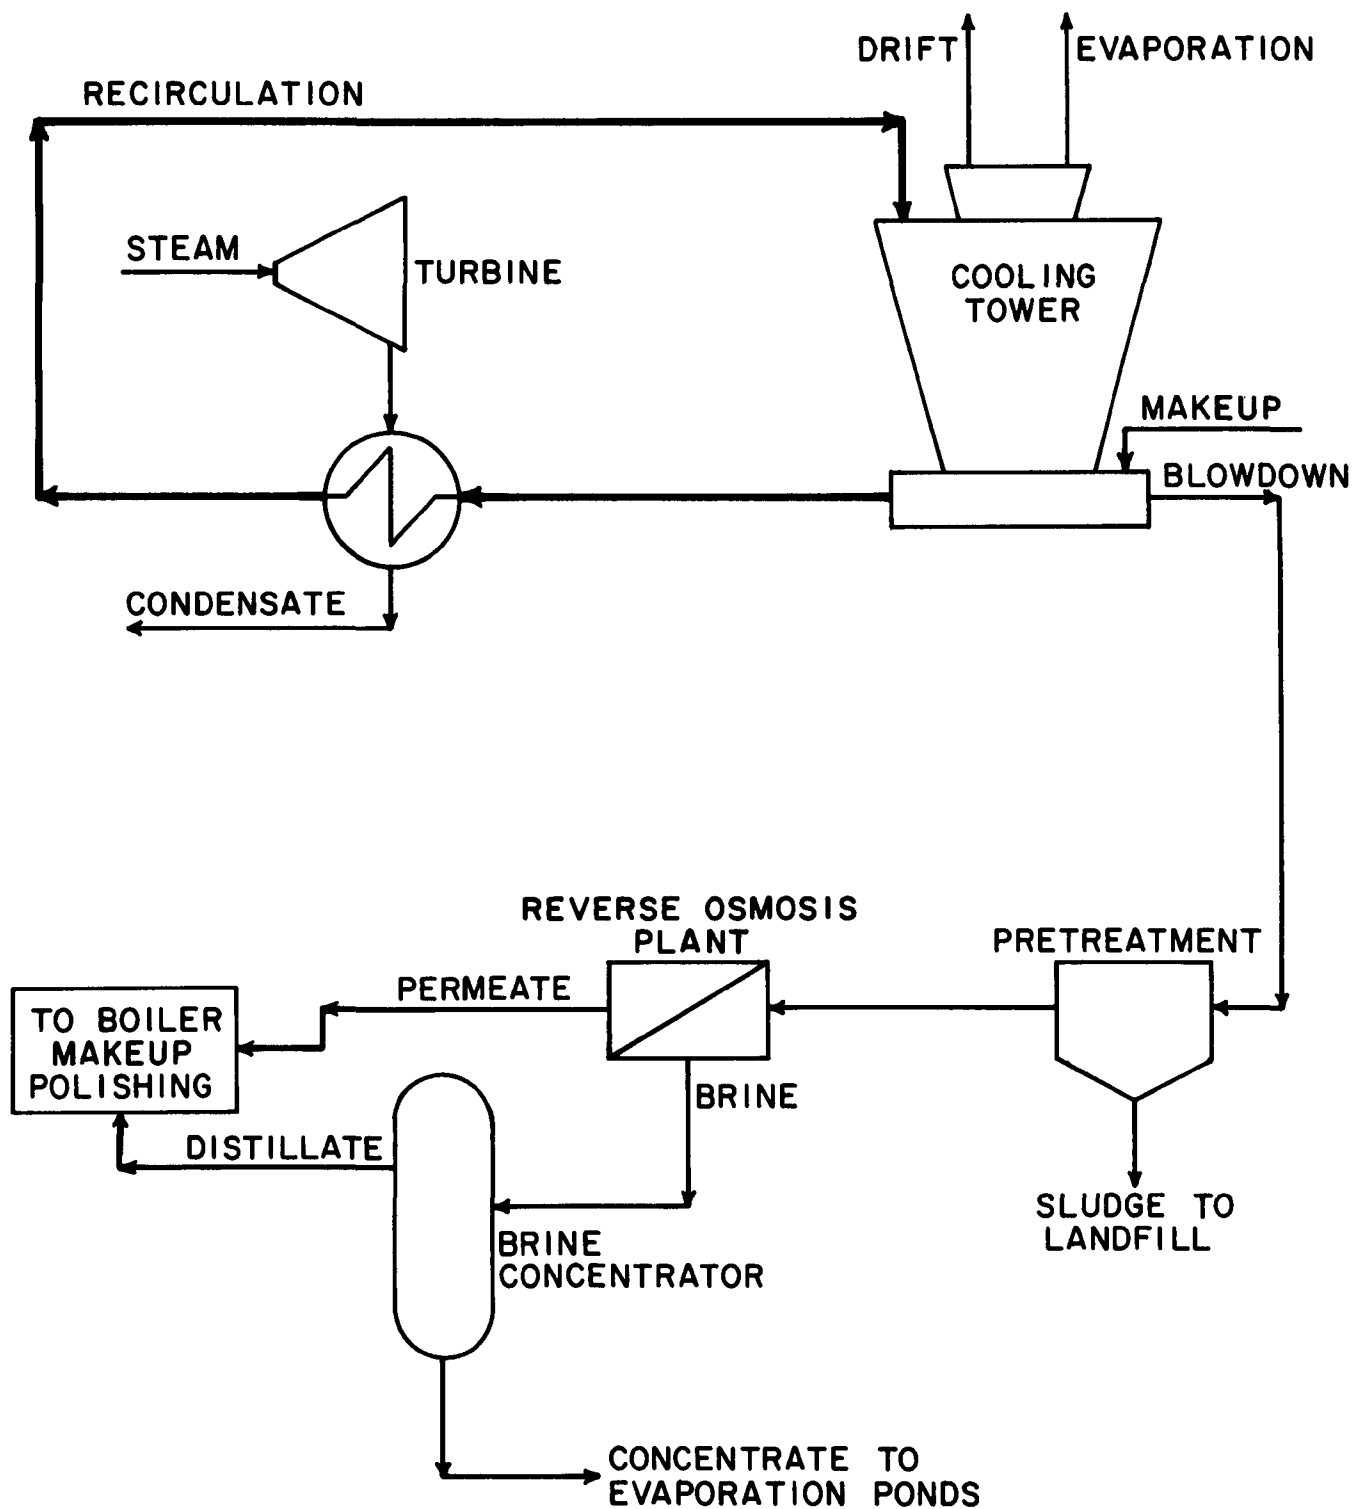 DRIFT
EVAPORATION
RECIRCULATION
STEAM
TURBINE
COOLING
TOWER
MAKEUP
BLOWDOWN
CONDENSATE
REVERSE OSMOSIS
PLANT
PRETREATMENT
PERMEATE
TO BOILER
MAKEUP
POLISHING
BRINE
DISTILLATE
SLUDGE TO
LANDFILL
BRINE
CONCENTRATOR
CONCENTRATE TO
EVAPORATION PONDS